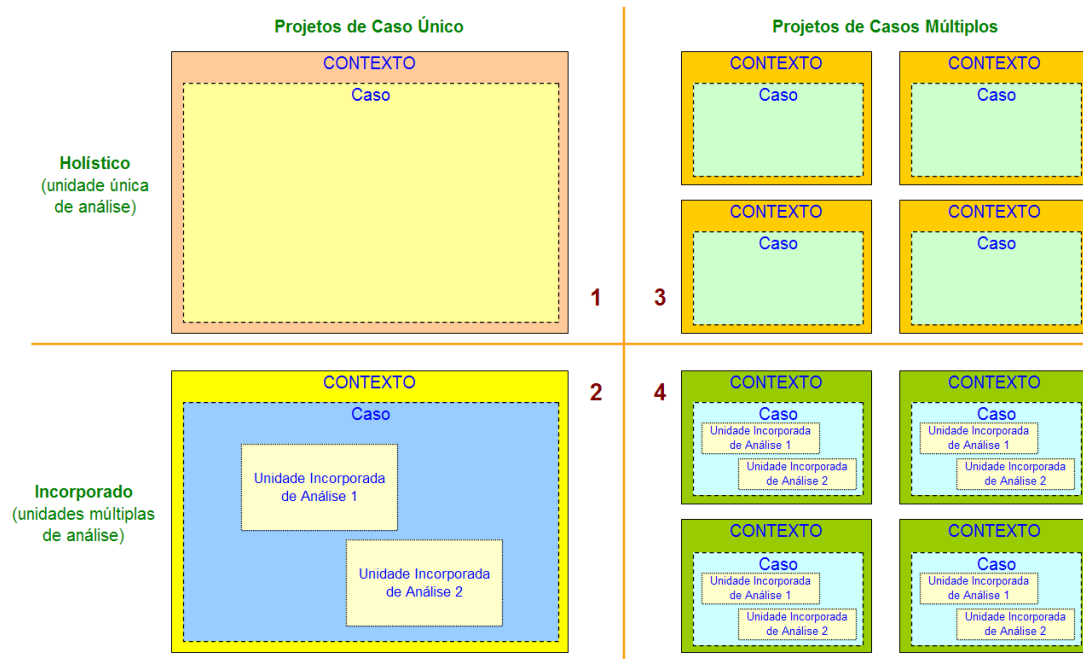 Projetos de Caso Único
Projetos de Casos Múltiplos
Holístico
(unidade única
de análise)
CONTEXTO
Caso
1
3
CONTEXTO
Caso
CONTEXTO
Caso
CONTEXTO
Caso
CONTEXTO
Caso
Incorporado
(unidades múltiplas
de análise)
CONTEXTO
Caso
Unidade Incorporada
de Análise 1
Unidade Incorporada
de Análise 2
2
4
CONTEXTO
Caso
Unidade Incorporada
de Análise 1
Unidade Incorporada
de Análise 2
CONTEXTO
Caso
Unidade Incorporada
de Análise 1
Unidade Incorporada
de Análise 2
CONTEXTO
Caso
Unidade Incorporada
de Análise 1
Unidade Incorporada
de Análise 2
CONTEXTO
Caso
Unidade Incorporada
de Análise 1
Unidade Incorporada
de Análise 2